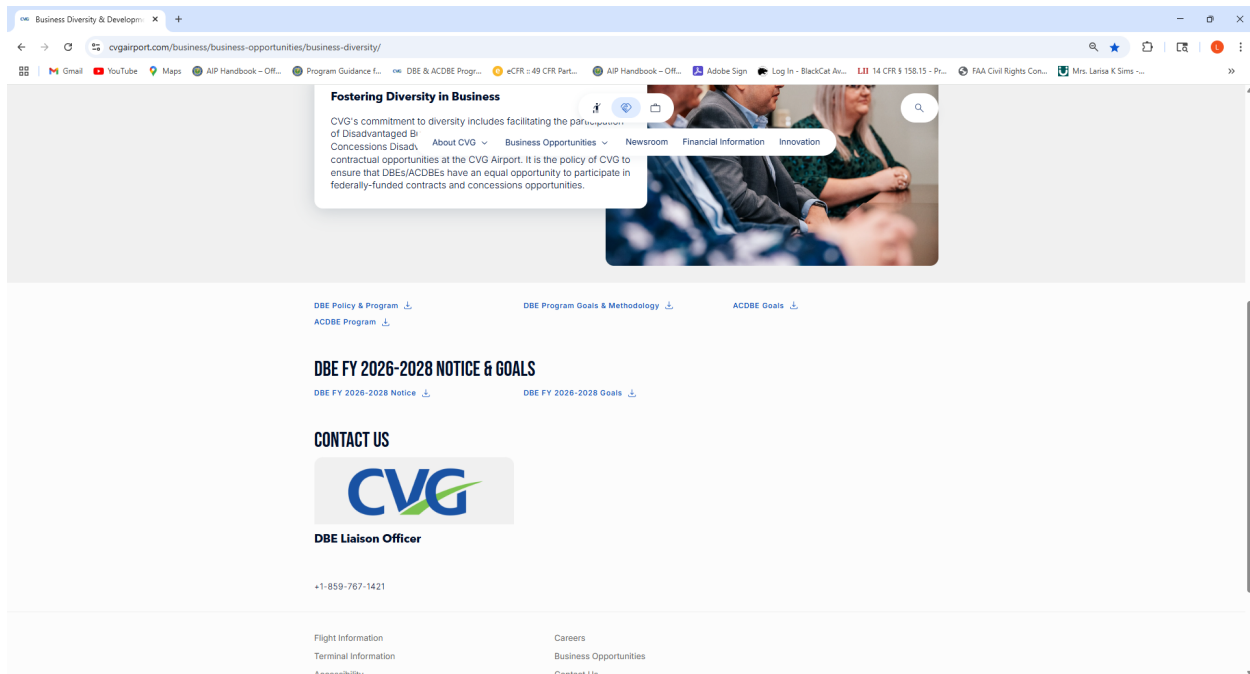 CVG Business Diversity & Developm
cvgairport.com/business/business-opportunities/business-diversity/
L
Gmail YouTube Maps AIP Handbook – Off... Program Guidance f... CVG DBE & ACDBE Progr... eCFR :: 49 CFR Part... AIP Handbook – Off... Adobe Sign Log In - BlackCat Av... LII 14 CFR § 158.15 - Pr... FAA Civil Rights Con... Mrs. Larisa K Sims -...
Fostering Diversity in Business
CVG's commitment to diversity includes facilitating the participation
of Disadvantaged B
Concessions Disadv
About CVG Business Opportunities Newsroom Financial Information Innovation
contractual opportunities at the CVG Airport. It is the policy of CVG to
ensure that DBEs/ACDBEs have an equal opportunity to participate in
federally-funded contracts and concessions opportunities.
DBE Policy & Program DBE Program Goals & Methodology ACDBE Goals
ACDBE Program
DBE FY 2026-2028 NOTICE & GOALS
DBE FY 2026-2028 Notice DBE FY 2026-2028 Goals
CONTACT US
CVG
DBE Liaison Officer
+1-859-767-1421
Flight Information Careers
Terminal Information Business Opportunities
Accessibility Contact Us